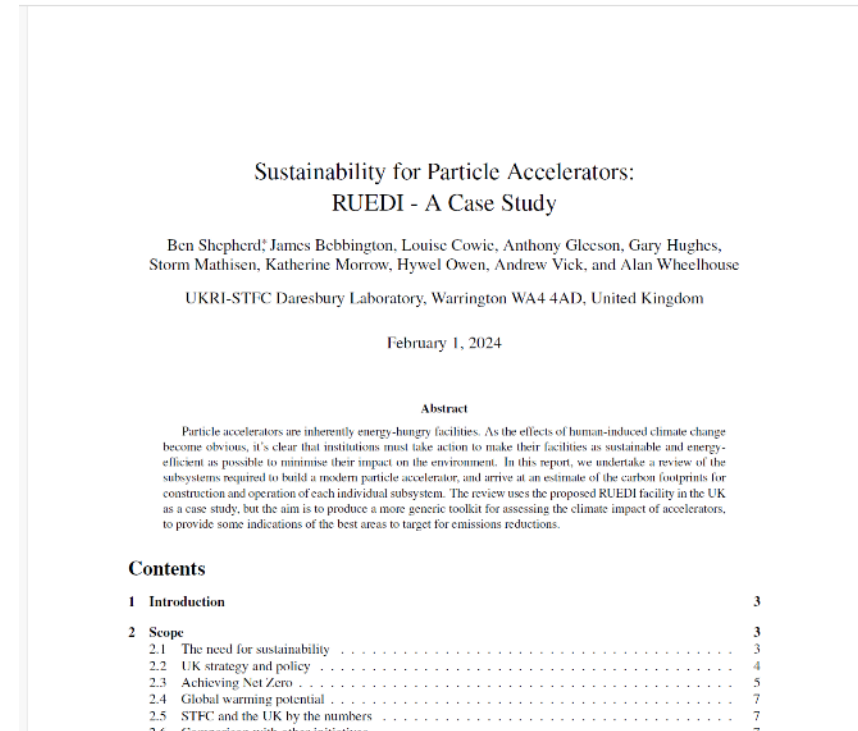 Sustainability for Particle Accelerators:
RUEDI - A Case Study
Ben Shepherd,* James Bebbington, Louise Cowie, Anthony Gleeson, Gary Hughes,
Storm Mathisen, Katherine Morrow, Hywel Owen, Andrew Vick, and Alan Wheelhouse
UKRI-STFC Daresbury Laboratory, Warrington WA4 4AD, United Kingdom
February 1, 2024
Abstract
Particle accelerators are inherently energy-hungry facilities. As the effects of human-induced climate change
become obvious, it's clear that institutions must take action to make their facilities as sustainable and energy-
efficient as possible to minimise their impact on the environment. In this report, we undertake a review of the
subsystems required to build a modern particle accelerator, and arrive at an estimate of the carbon footprints for
construction and operation of each individual subsystem. The review uses the proposed RUEDI facility in the UK
as a case study, but the aim is to produce a more generic toolkit for assessing the climate impact of accelerators,
to provide some indications of the best areas to target for emissions reductions.
Contents
1 Introduction 3
2 Scope 3
2.1 The need for sustainability . . . . . . . . . . . . . . . . . . . . . . . . . . . . . . . . . . . . . . . 3
2.2 UK strategy and policy . . . . . . . . . . . . . . . . . . . . . . . . . . . . . . . . . . . . . . . . . 4
2.3 Achieving Net Zero . . . . . . . . . . . . . . . . . . . . . . . . . . . . . . . . . . . . . . . . . . . 5
2.4 Global warming potential . . . . . . . . . . . . . . . . . . . . . . . . . . . . . . . . . . . . . . . . 7
2.5 STFC and the UK by the numbers . . . . . . . . . . . . . . . . . . . . . . . . . . . . . . . . . . . 7
2.6 Comparison with other initiatives . . . . . . . . . . . . . . . . . . . . . . . . . . . . . . . . . . . 7